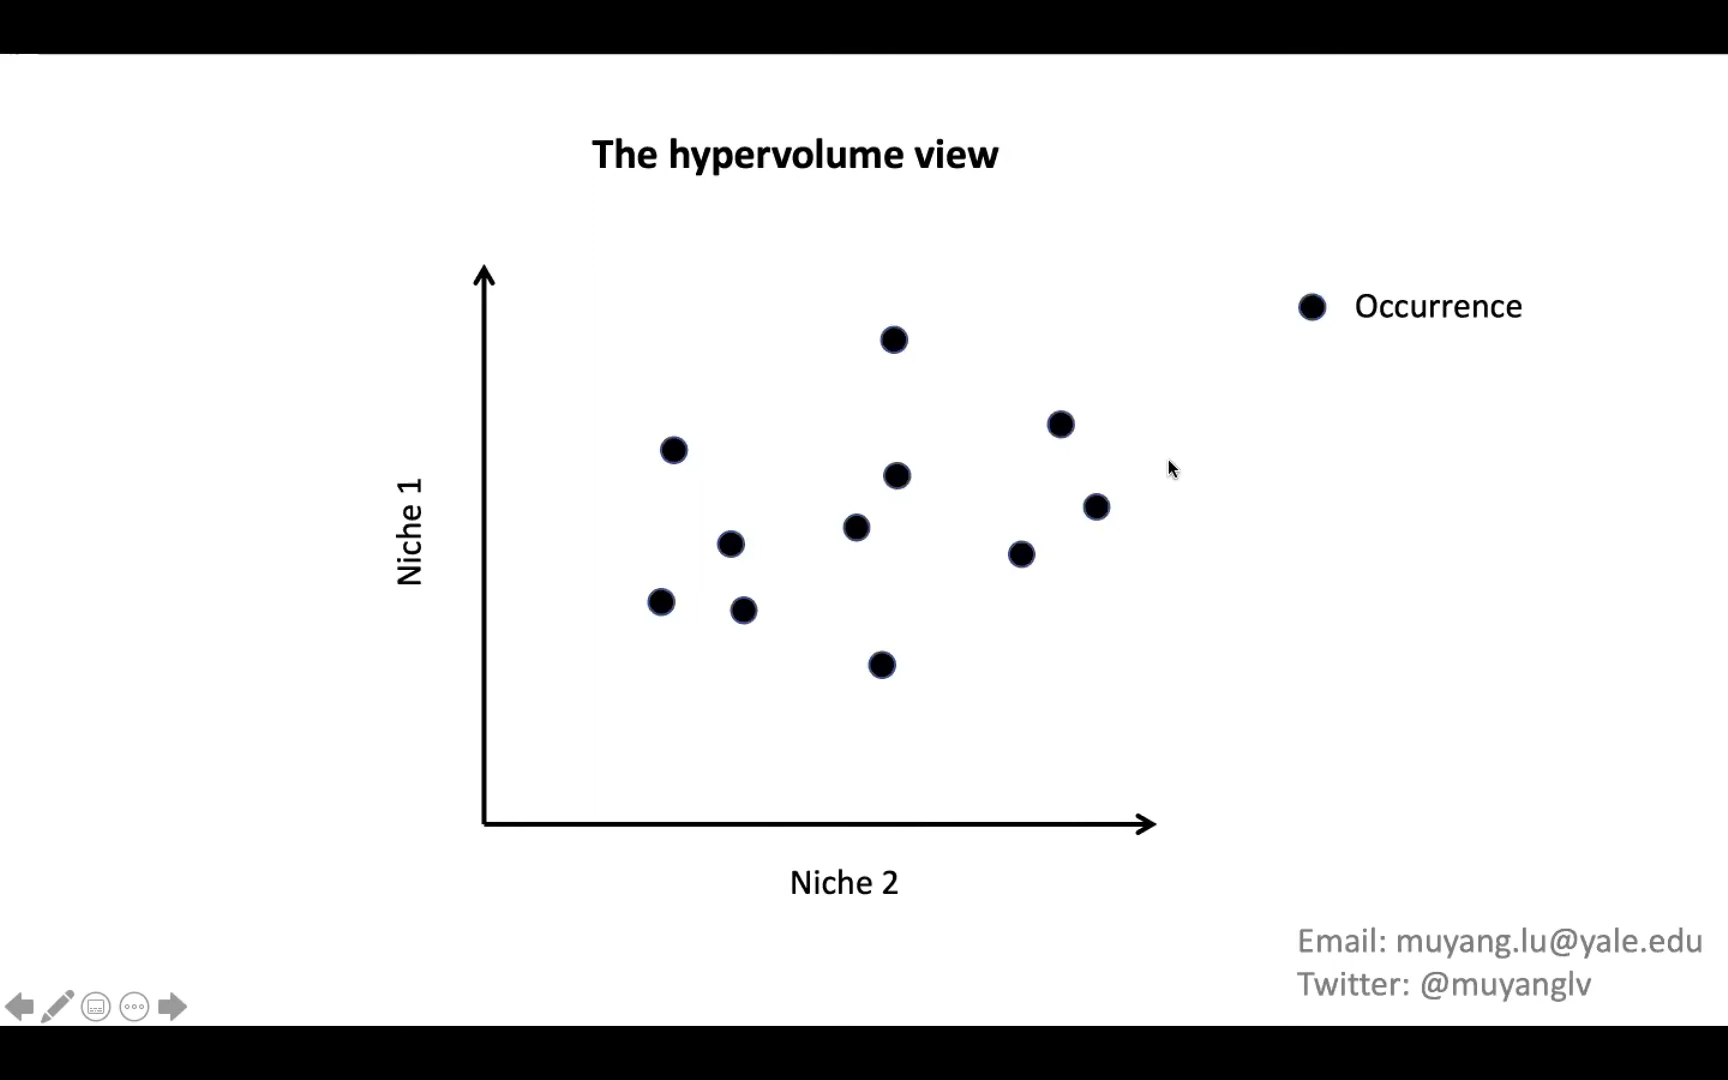 The hypervolume view
Occurrence
Niche 1
Niche 2
Email: muyang.lu@yale.edu
Twitter: @muyanglv